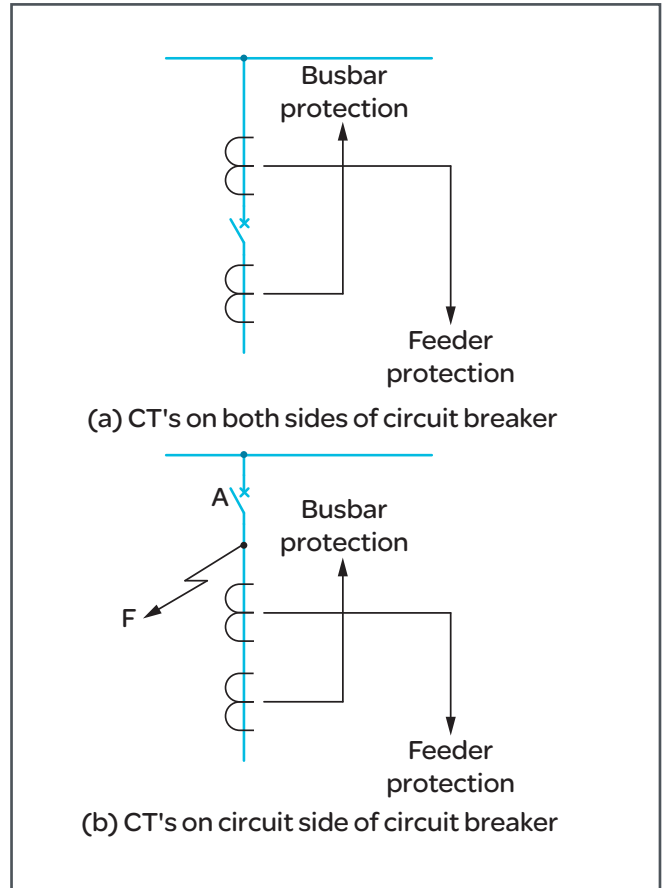 Busbar
protection
Feeder
protection
(a) CT's on both sides of circuit breaker
A
Busbar
protection
F
Feeder
protection
(b) CT's on circuit side of circuit breaker